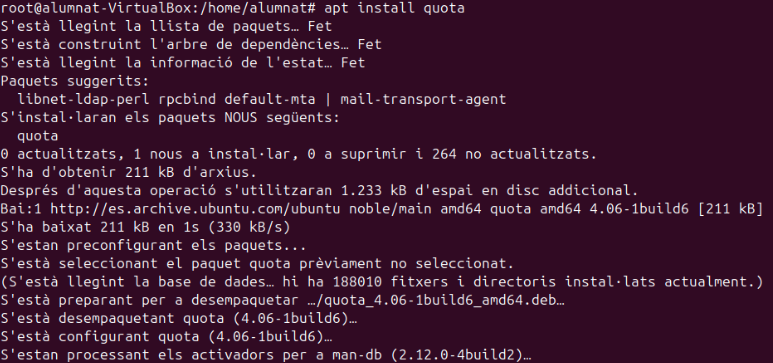 root@alumnat-VirtualBox:/home/alumnat# apt install quota
S'està llegint la llista de paquets… Fet
S'està construint l'arbre de dependències… Fet
S'està llegint la informació de l'estat… Fet
Paquets suggerits:
  libnet-ldap-perl rpcbind default-mta | mail-transport-agent
S'instal·laran els paquets NOUS següents:
  quota
0 actualitzats, 1 nous a instal·lar, 0 a suprimir i 264 no actualitzats.
S'ha d'obtenir 211 kB d'arxius.
Després d'aquesta operació s'utilitzaran 1.233 kB d'espai en disc addicional.
Bai:1 http://es.archive.ubuntu.com/ubuntu noble/main amd64 quota amd64 4.06-1build6 [211 kB]
S'ha baixat 211 kB en 1s (330 kB/s)
S'estan preconfigurant els paquets...
S'està seleccionant el paquet quota prèviament no seleccionat.
(S'està llegint la base de dades… hi ha 188010 fitxers i directoris instal·lats actualment.)
S'està preparant per a desempaquetar …/quota_4.06-1build6_amd64.deb…
S'està desempaquetant quota (4.06-1build6)…
S'està configurant quota (4.06-1build6)…
S'estan processant els activadors per a man-db (2.12.0-4build2)…